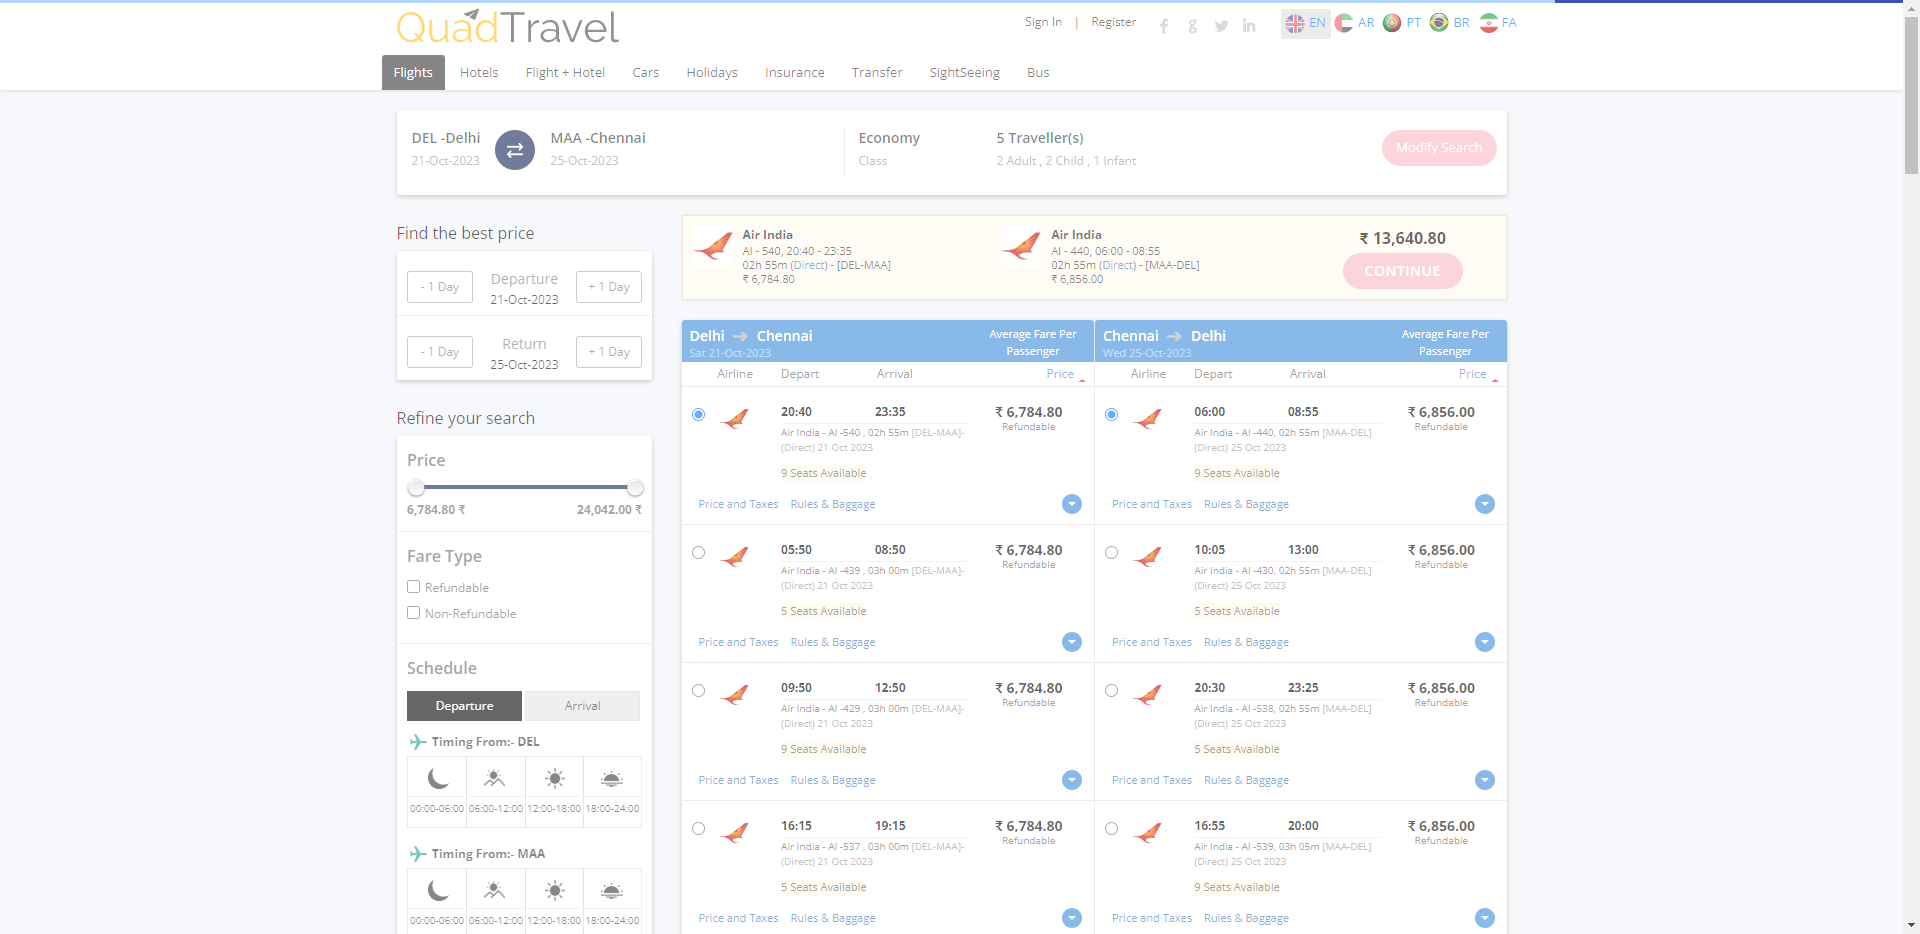 QuadTravel
Sign In | Register
EN AR PT BR FA
Flights Hotels Flight + Hotel Cars Holidays Insurance Transfer SightSeeing Bus
DEL -Delhi MAA -Chennai Economy 5 Traveller(s) Modify Search
21-Oct-2023 25-Oct-2023 Class 2 Adult , 2 Child , 1 Infant
Find the best price
- 1 Day Departure + 1 Day
21-Oct-2023
- 1 Day Return + 1 Day
25-Oct-2023
Refine your search
Price
6,784.80 ₹ 24,042.00 ₹
Fare Type
Refundable
Non-Refundable
Schedule
Departure Arrival
Timing From:- DEL
00:00-06:00 06:00-12:00 12:00-18:00 18:00-24:00
Timing From:- MAA
00:00-06:00 06:00-12:00 12:00-18:00 18:00-24:00
Air India
AI - 540, 20:40 - 23:35
02h 55m (Direct) - [DEL-MAA]
₹ 6,784.80
Air India
AI - 440, 06:00 - 08:55
02h 55m (Direct) - [MAA-DEL]
₹ 6,856.00
₹ 13,640.80
CONTINUE
Delhi Chennai Average Fare Per
Sat 21-Oct-2023 Passenger
Airline Depart Arrival Price
20:40 23:35 ₹ 6,784.80
Refundable
Air India - AI -540 , 02h 55m [DEL-MAA]-
(Direct) 21 Oct 2023
9 Seats Available
Price and Taxes Rules & Baggage
05:50 08:50 ₹ 6,784.80
Refundable
Air India - AI -439 , 03h 00m [DEL-MAA]-
(Direct) 21 Oct 2023
5 Seats Available
Price and Taxes Rules & Baggage
09:50 12:50 ₹ 6,784.80
Refundable
Air India - AI -429 , 03h 00m [DEL-MAA]-
(Direct) 21 Oct 2023
9 Seats Available
Price and Taxes Rules & Baggage
16:15 19:15 ₹ 6,784.80
Refundable
Air India - AI -537 , 03h 00m [DEL-MAA]-
(Direct) 21 Oct 2023
5 Seats Available
Price and Taxes Rules & Baggage
Chennai Delhi Average Fare Per
Wed 25-Oct-2023 Passenger
Airline Depart Arrival Price
06:00 08:55 ₹ 6,856.00
Refundable
Air India - AI -440, 02h 55m [MAA-DEL]
(Direct) 25 Oct 2023
9 Seats Available
Price and Taxes Rules & Baggage
10:05 13:00 ₹ 6,856.00
Refundable
Air India - AI -430, 02h 55m [MAA-DEL]
(Direct) 25 Oct 2023
5 Seats Available
Price and Taxes Rules & Baggage
20:30 23:25 ₹ 6,856.00
Refundable
Air India - AI -538, 02h 55m [MAA-DEL]
(Direct) 25 Oct 2023
5 Seats Available
Price and Taxes Rules & Baggage
16:55 20:00 ₹ 6,856.00
Refundable
Air India - AI -539, 03h 05m [MAA-DEL]
(Direct) 25 Oct 2023
9 Seats Available
Price and Taxes Rules & Baggage